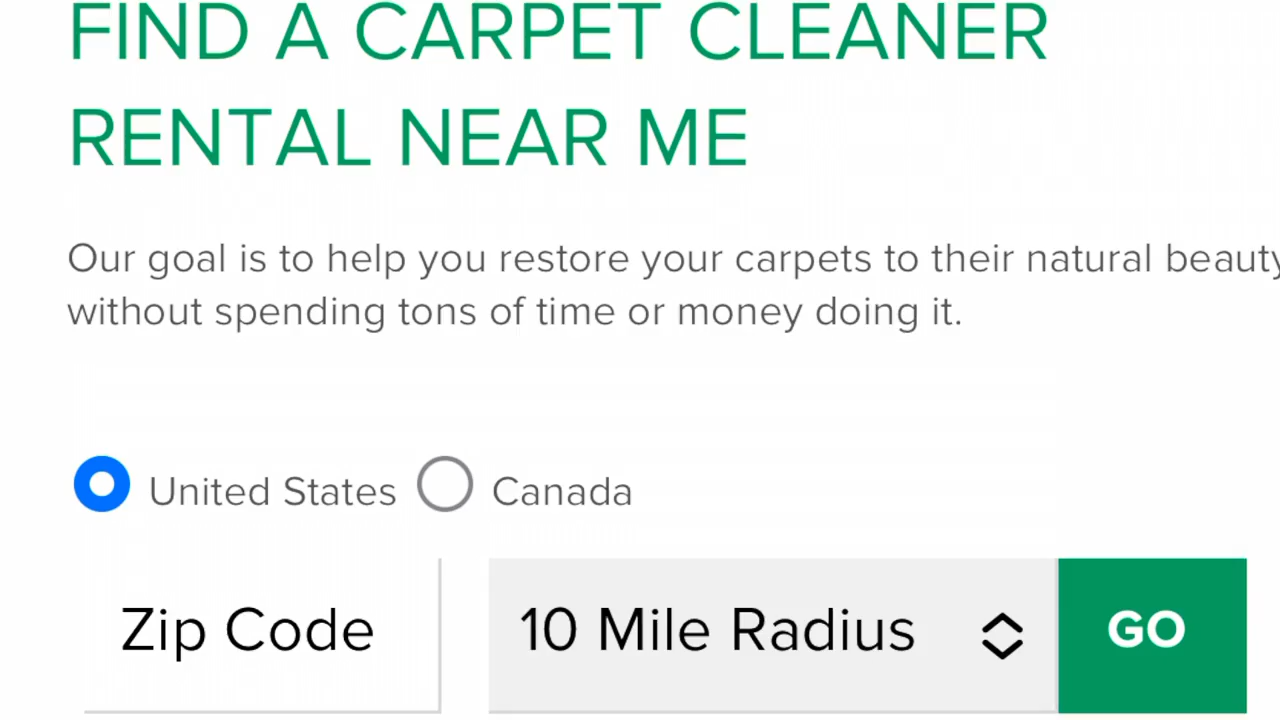 FIND A CARPET CLEANER
RENTAL NEAR ME
Our goal is to help you restore your carpets to their natural beauty
without spending tons of time or money doing it.
United States Canada
Zip Code 10 Mile Radius GO